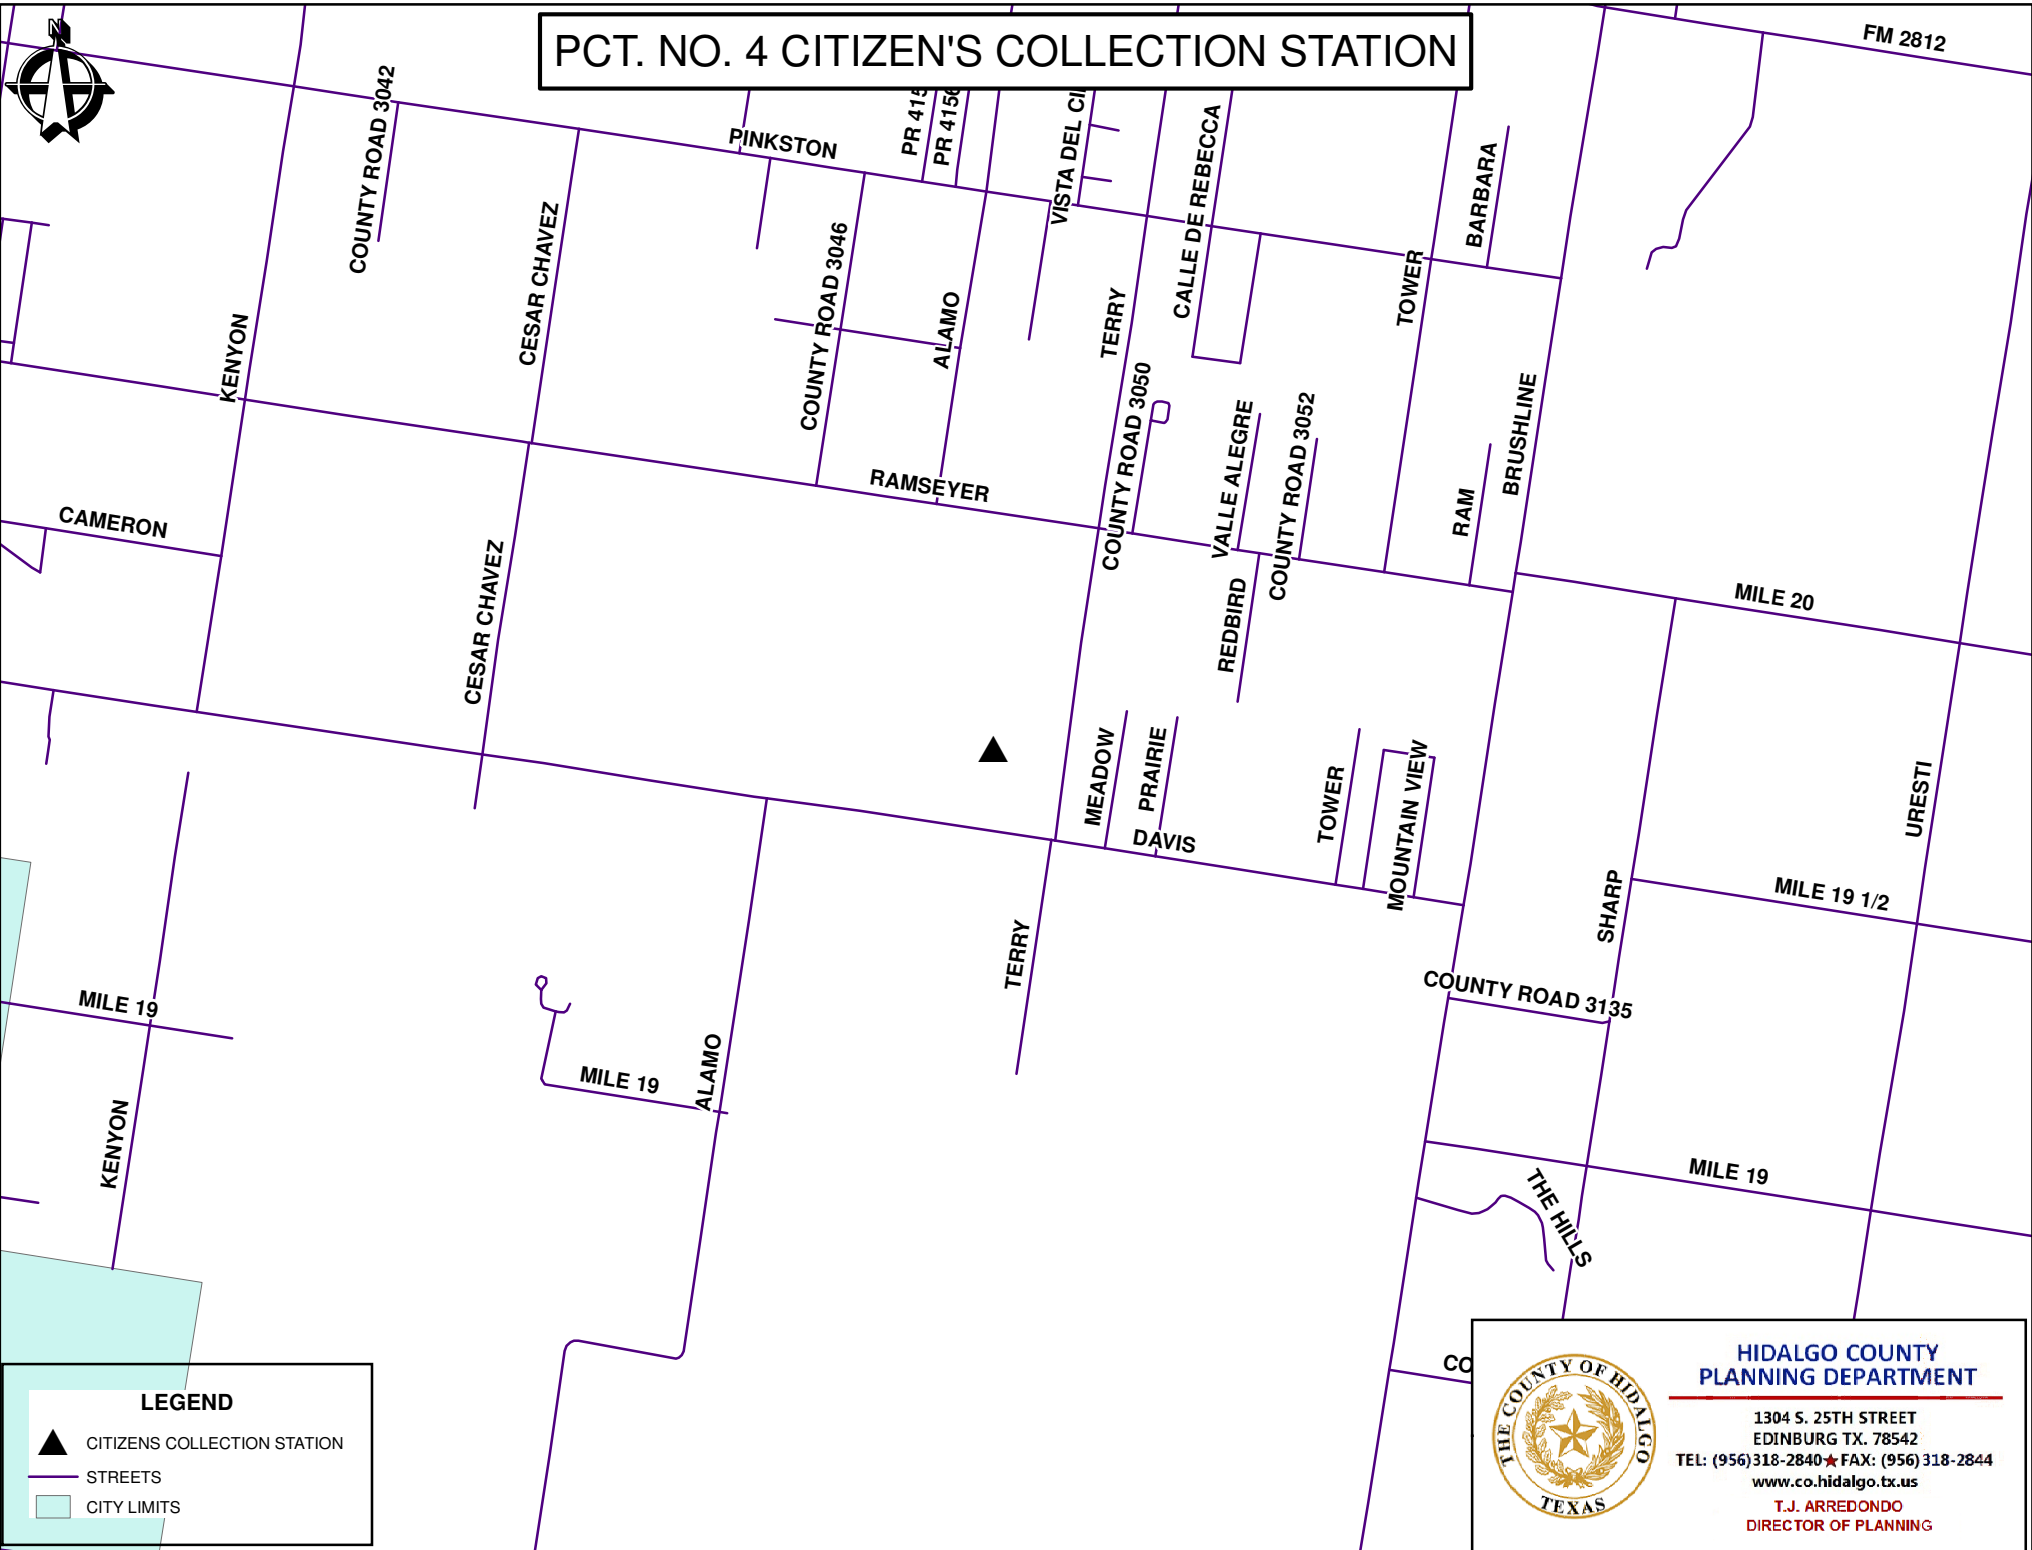 PCT. NO. 4 CITIZEN'S COLLECTION STATION
N
FM 2812
COUNTY ROAD 3042
PINKSTON
PR 4156
VISTA DEL
CALLE DE REBECCA
BARBARA
CESAR CHAVEZ
COUNTY ROAD 3046
ALAMO
TERRY
TOWER
KENYON
COUNTY ROAD 3050
VALLE ALEGRE
COUNTY ROAD 3052
BRUSHLINE
RAM
RAMSEYER
CAMERON
CESAR CHAVEZ
REDBIRD
MILE 20
MEADOW
PRAIRIE
TOWER
MOUNTAIN VIEW
URESTI
DAVIS
SHARP
MILE 19 1/2
TERRY
COUNTY ROAD 3135
MILE 19
MILE 19
ALAMO
KENYON
MILE 19
THE HILLS
CO
LEGEND
CITIZENS COLLECTION STATION
STREETS
CITY LIMITS
THE COUNTY OF HIDALGO
TEXAS
HIDALGO COUNTY
PLANNING DEPARTMENT
1304 S. 25TH STREET
EDINBURG TX. 78542
TEL: (956)318-2840★FAX: (956)318-2844
www.co.hidalgo.tx.us
T.J. ARREDONDO
DIRECTOR OF PLANNING